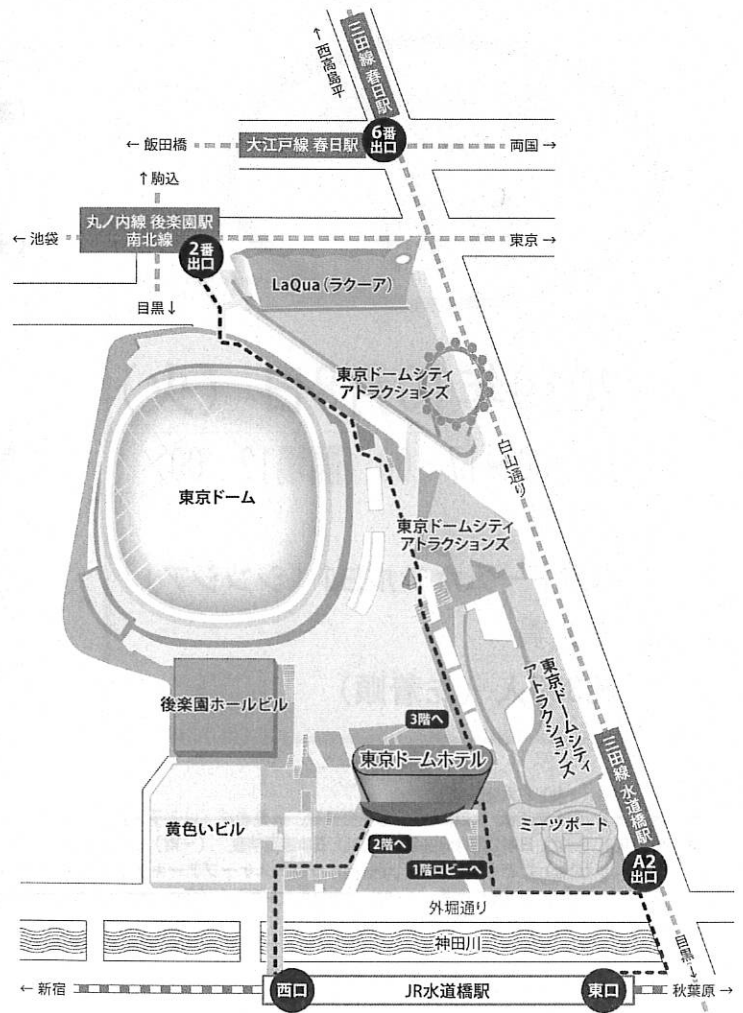 ↑西高島平
三田線 春日駅
6番
出口
← 飯田橋
大江戸線 春日駅
両国 →
↑駒込
丸ノ内線 後楽園駅
南北線
← 池袋
東京 →
2番
出口
目黒↓
LaQua（ラクーア）
東京ドームシティ
アトラクションズ
白山通り
東京ドーム
東京ドームシティ
アトラクションズ
東京ドームシティ
アトラクションズ
後楽園ホールビル
3階へ
東京ドームホテル
三田線 水道橋駅
黄色いビル
2階へ
ミーツポート
1階ロビーへ
A2
出口
外堀通り
神田川
目黒↓
← 新宿
西口
JR水道橋駅
東口
秋葉原 →